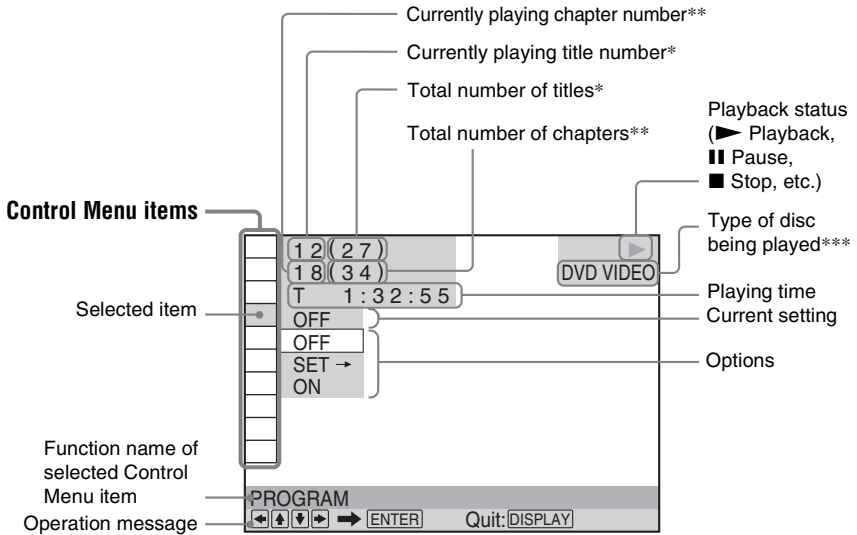 Currently playing chapter number**
Currently playing title number*
Total number of titles*
Total number of chapters**
Playback status
(► Playback,
⏸ Pause,
■ Stop, etc.)
Control Menu items
Type of disc
being played***
12(27)
18(34)
DVD VIDEO
T 1:32:55
Playing time
Selected item
OFF
Current setting
OFF
SET →
Options
ON
Function name of
selected Control
Menu item
PROGRAM
Operation message
←↑↓→ ➡ ENTER Quit: DISPLAY